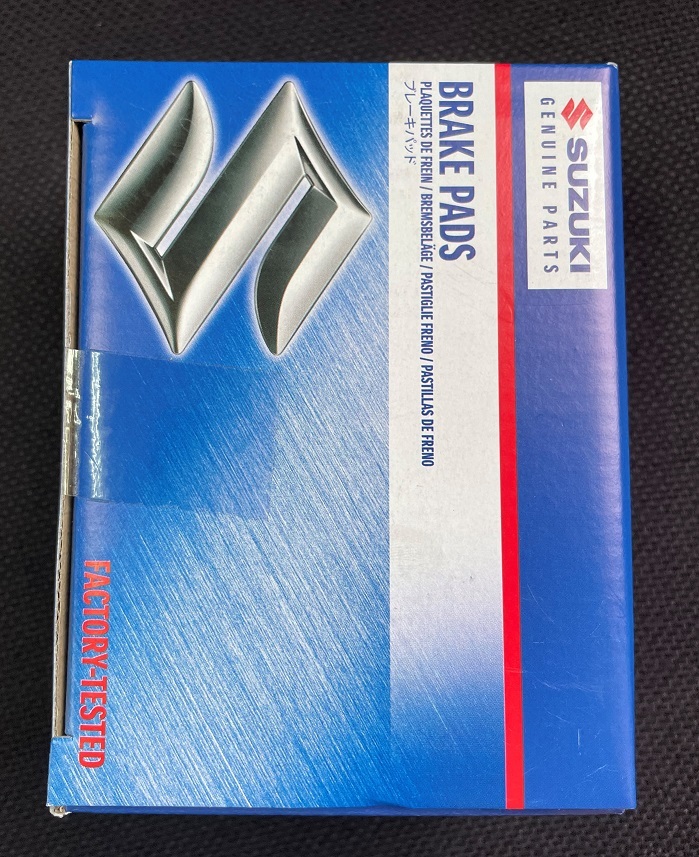 SUZUKI
GENUINE PARTS
BRAKE PADS
PLAQUETTES DE FREIN / BREMSBELÄGE / PASTIGLIE FRENO / PASTILLAS DE FRENO
ブレーキパッド
FACTORY-TESTED